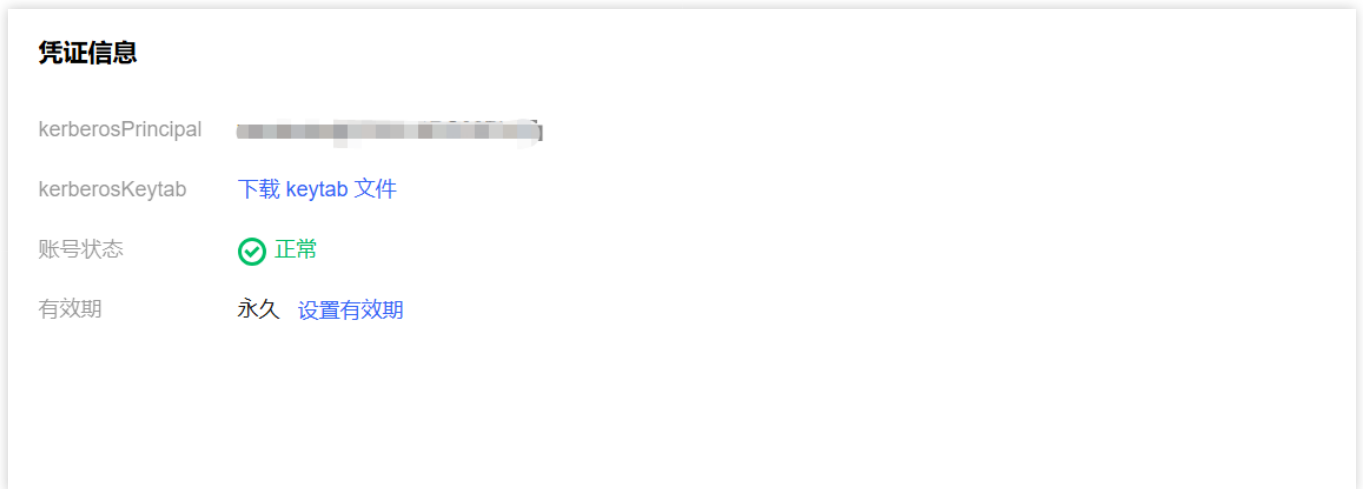 凭证信息
kerberosPrincipal
kerberosKeytab 下载 keytab 文件
账号状态 正常
有效期 永久 设置有效期